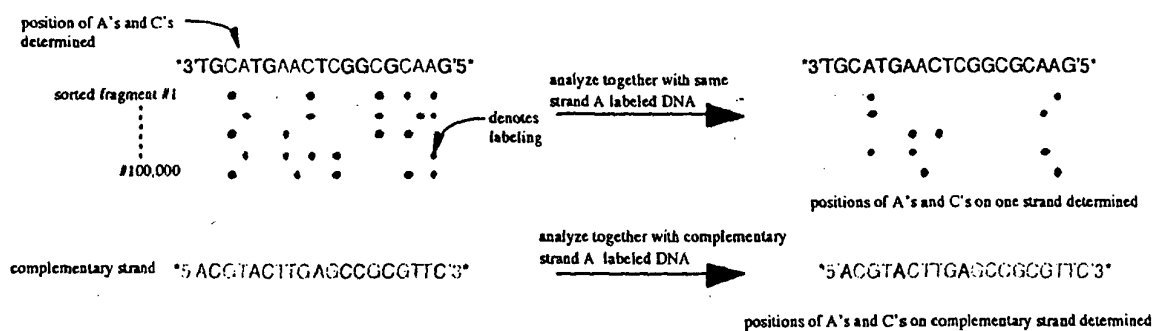 position of A's and C's
determined
*3'TGCATGAACTCGGCGCAAG'5*
sorted fragment #1
#100,000
denotes
labeling
analyze together with same
strand A labeled DNA
*3'TGCATGAACTCGGCGCAAG'5*
positions of A's and C's on one strand determined
complementary strand
*5'ACGTACTTGAGCCGCGTTC'3*
analyze together with complementary
strand A labeled DNA
*5'ACGTACTTGAGCCGCGTTC'3*
positions of A's and C's on complementary strand determined